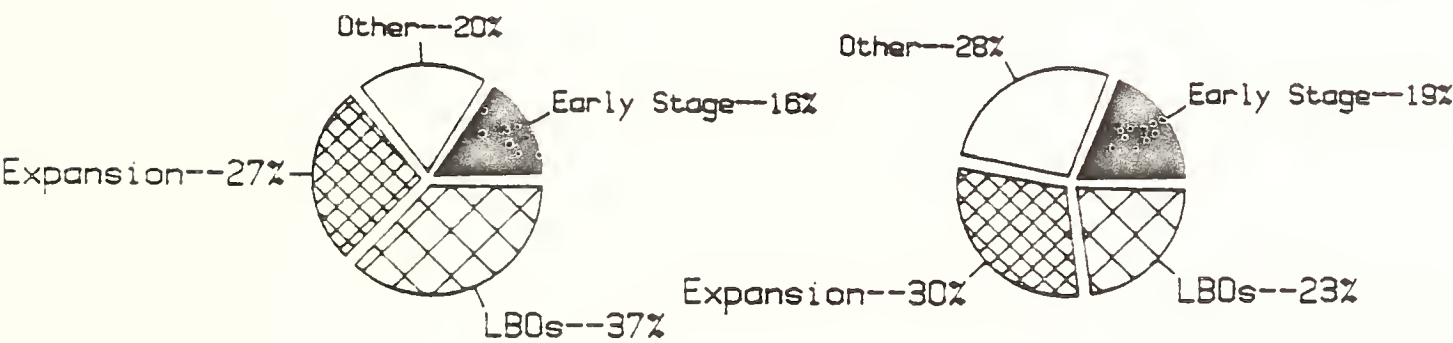 Other--20%
Early Stage--16%
Expansion--27%
LBOs--37%
Other--28%
Early Stage--19%
Expansion--30%
LBOs--23%